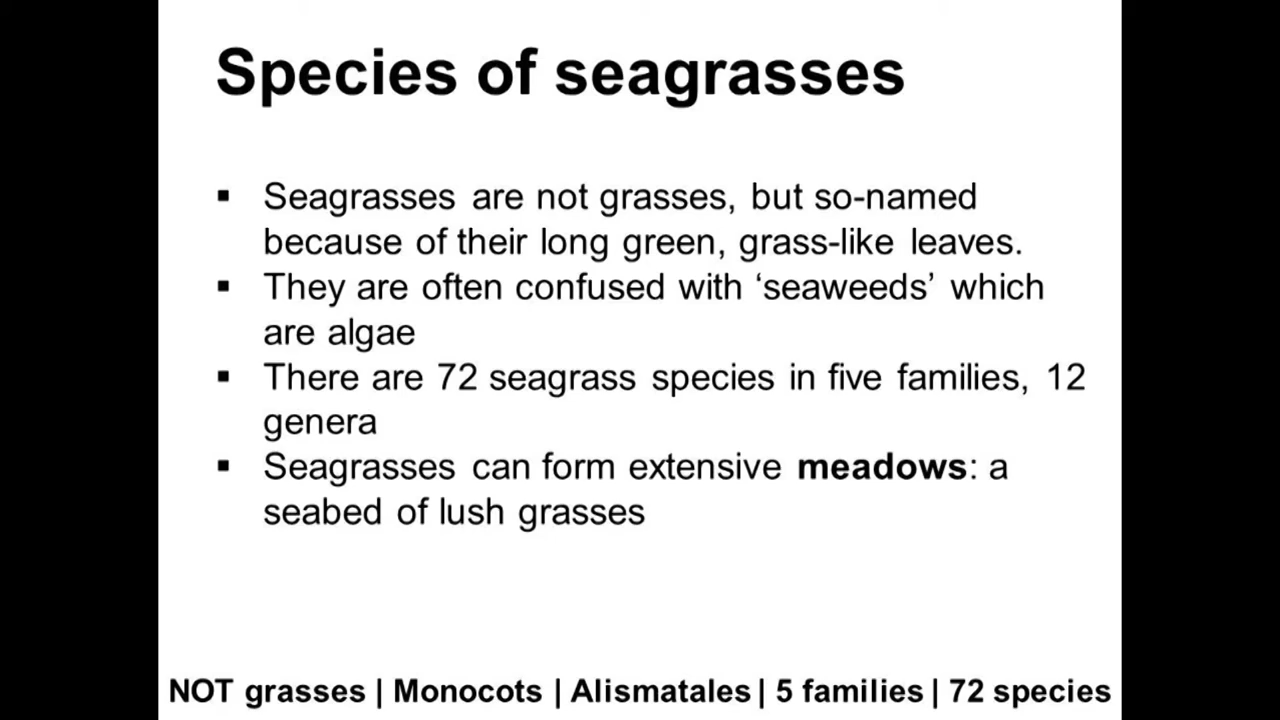 Species of seagrasses
▪ Seagrasses are not grasses, but so-named
because of their long green, grass-like leaves.
▪ They are often confused with ‘seaweeds’ which
are algae
▪ There are 72 seagrass species in five families, 12
genera
▪ Seagrasses can form extensive meadows: a
seabed of lush grasses
NOT grasses | Monocots | Alismatales | 5 families | 72 species